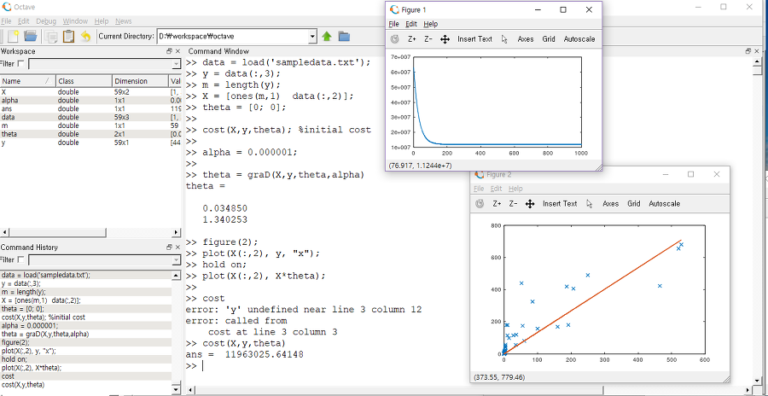 Octave
File Edit Debug Window Help News
Current Directory: D:\workspace\octave
Workspace
Filter
Name Class Dimension Val
X double 59x2 [1,
alpha double 1x1 0.00
ans double 1x1 119
data double 59x3 [1,
m double 1x1 59
theta double 2x1 [0.0
y double 59x1 [44
Command History
Filter
data = load('sampledata.txt');
y = data(:,3);
m = length(y);
X = [ones(m,1) data(:,2)];
theta = [0; 0];
cost(X,y,theta); %initial cost
alpha = 0.000001;
theta = graD(X,y,theta,alpha)
figure(2);
plot(X(:,2), y, "x");
hold on;
plot(X(:,2), X*theta);
cost
cost(X,y,theta)
Command Window
>> data = load('sampledata.txt');
>> y = data(:,3);
>> m = length(y);
>> X = [ones(m,1) data(:,2)];
>> theta = [0; 0];
>>
>> cost(X,y,theta); %initial cost
>>
>> alpha = 0.000001;
>>
>> theta = graD(X,y,theta,alpha)
theta =
0.034850
1.340253
>> figure(2);
>> plot(X(:,2), y, "x");
>> hold on;
>> plot(X(:,2), X*theta);
>>
>> cost
error: 'y' undefined near line 3 column 12
error: called from
cost at line 3 column 3
>> cost(X,y,theta)
ans = 11963025.64148
>>
Figure 1
File Edit Help
Z+ Z− Insert Text Axes Grid Autoscale
7e+007
6e+007
5e+007
4e+007
3e+007
2e+007
1e+007
0 200 400 600 800 1000
(76.917, 1.1244e+7)
Figure 2
File Edit Help
Z+ Z− Insert Text Axes Grid Autoscale
800
600
400
200
0
0 100 200 300 400 500 600
(373.55, 779.46)